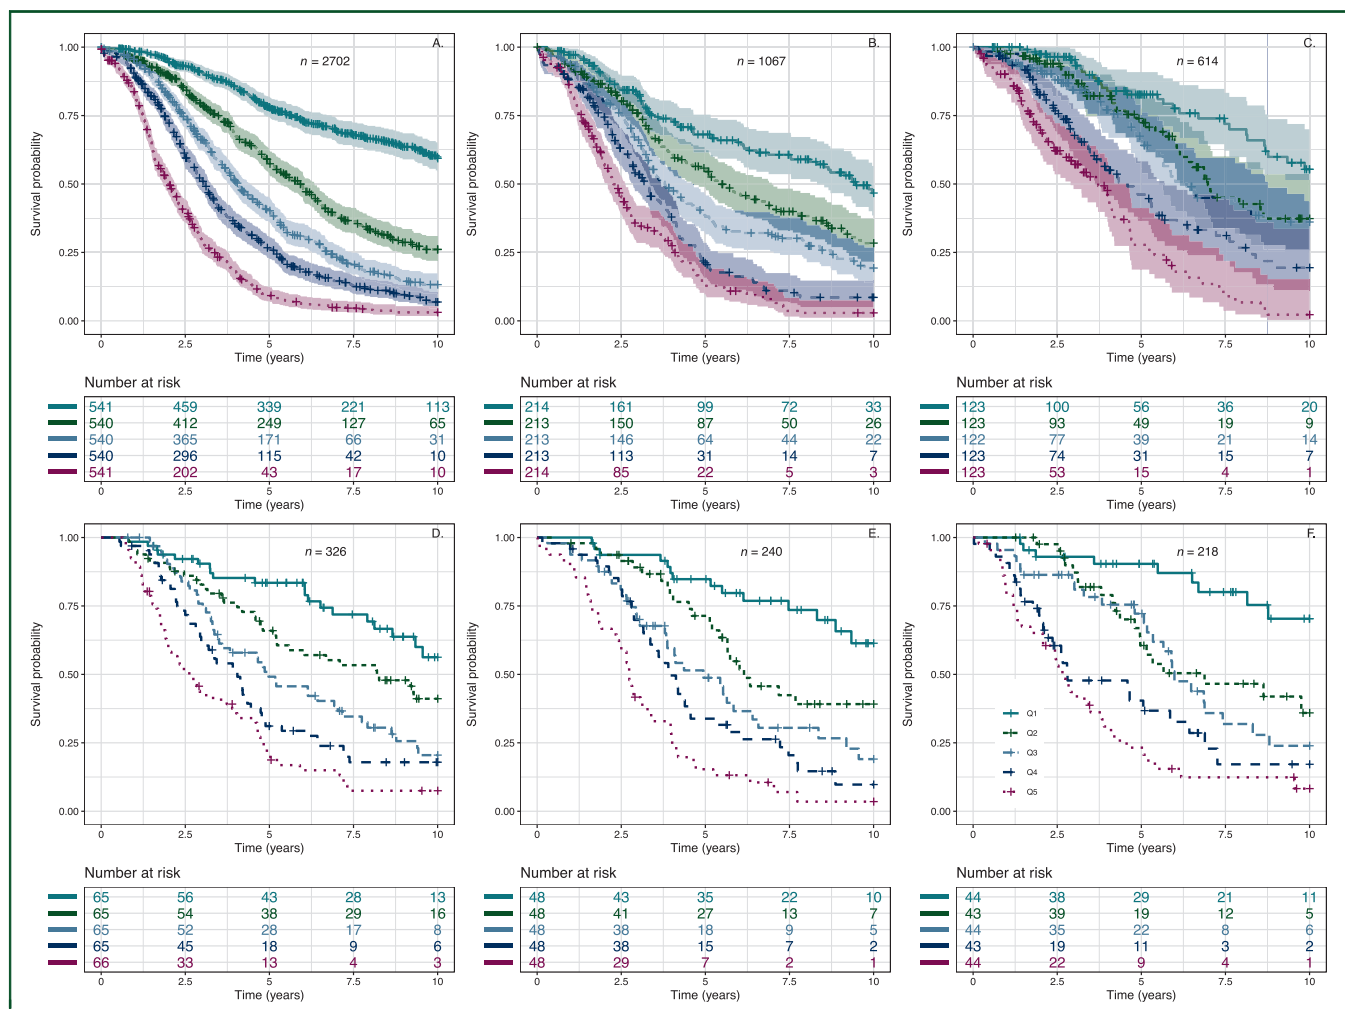 A.
n = 2702
1.00
0.75
0.50
0.25
0.00
Survival probability
0 2.5 5 7.5 10
Time (years)
Number at risk
541 459 339 221 113
540 412 249 127 65
540 365 171 66 31
540 296 115 42 10
541 202 43 17 10
0 2.5 5 7.5 10
Time (years)
B.
n = 1067
1.00
0.75
0.50
0.25
0.00
Survival probability
0 2.5 5 7.5 10
Time (years)
Number at risk
214 161 99 72 33
213 150 87 50 26
213 146 64 44 22
213 113 31 14 7
214 85 22 5 3
0 2.5 5 7.5 10
Time (years)
C.
n = 614
1.00
0.75
0.50
0.25
0.00
Survival probability
0 2.5 5 7.5 10
Time (years)
Number at risk
123 100 56 36 20
123 93 49 19 9
122 77 39 21 14
123 74 31 15 7
123 53 15 4 1
0 2.5 5 7.5 10
Time (years)
D.
n = 326
1.00
0.75
0.50
0.25
0.00
Survival probability
0 2.5 5 7.5 10
Time (years)
Number at risk
65 56 43 28 13
65 54 38 29 16
65 52 28 17 8
65 45 18 9 6
66 33 13 4 3
0 2.5 5 7.5 10
Time (years)
E.
n = 240
1.00
0.75
0.50
0.25
0.00
Survival probability
0 2.5 5 7.5 10
Time (years)
Number at risk
48 43 35 22 10
48 41 27 13 7
48 38 18 9 5
48 38 15 7 2
48 29 7 2 1
0 2.5 5 7.5 10
Time (years)
F.
n = 218
1.00
0.75
0.50
0.25
0.00
Survival probability
Q1
Q2
Q3
Q4
Q5
0 2.5 5 7.5 10
Time (years)
Number at risk
44 38 29 21 11
43 39 19 12 5
44 35 22 8 6
43 19 11 3 2
44 22 9 4 1
0 2.5 5 7.5 10
Time (years)